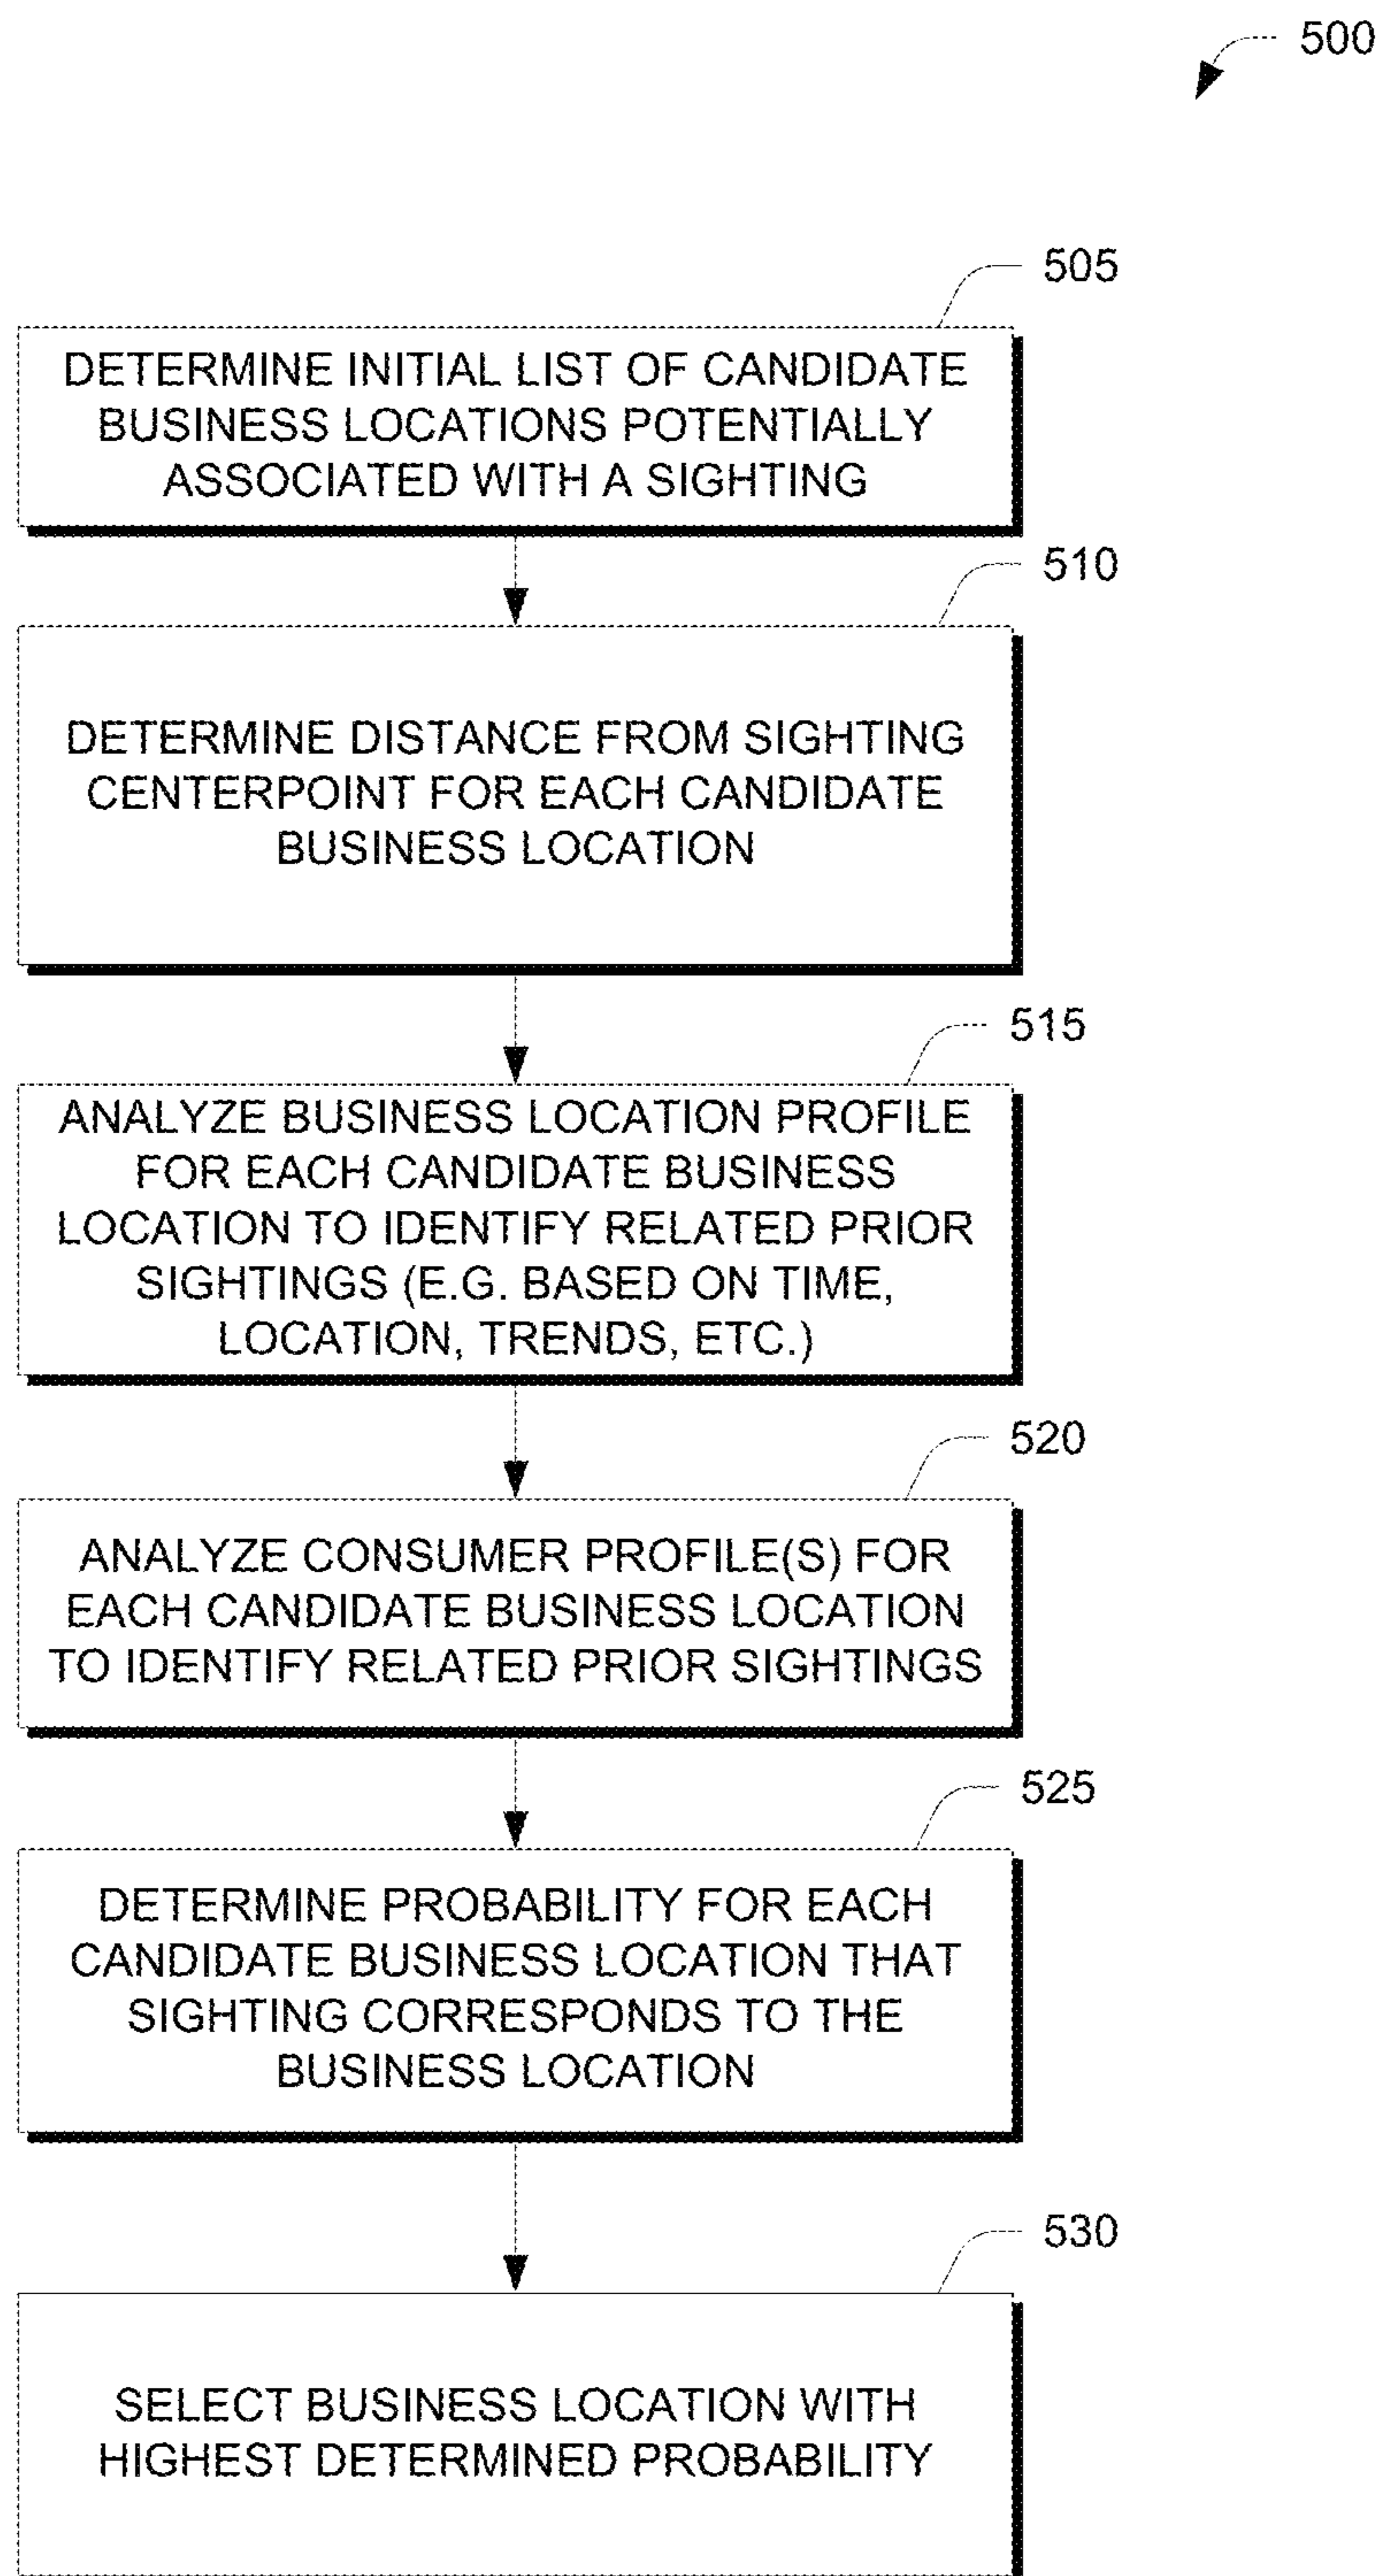 500
505
DETERMINE INITIAL LIST OF CANDIDATE
BUSINESS LOCATIONS POTENTIALLY
ASSOCIATED WITH A SIGHTING
510
DETERMINE DISTANCE FROM SIGHTING
CENTERPOINT FOR EACH CANDIDATE
BUSINESS LOCATION
515
ANALYZE BUSINESS LOCATION PROFILE
FOR EACH CANDIDATE BUSINESS
LOCATION TO IDENTIFY RELATED PRIOR
SIGHTINGS (E.G. BASED ON TIME,
LOCATION, TRENDS, ETC.)
520
ANALYZE CONSUMER PROFILE(S) FOR
EACH CANDIDATE BUSINESS LOCATION
TO IDENTIFY RELATED PRIOR SIGHTINGS
525
DETERMINE PROBABILITY FOR EACH
CANDIDATE BUSINESS LOCATION THAT
SIGHTING CORRESPONDS TO THE
BUSINESS LOCATION
530
SELECT BUSINESS LOCATION WITH
HIGHEST DETERMINED PROBABILITY